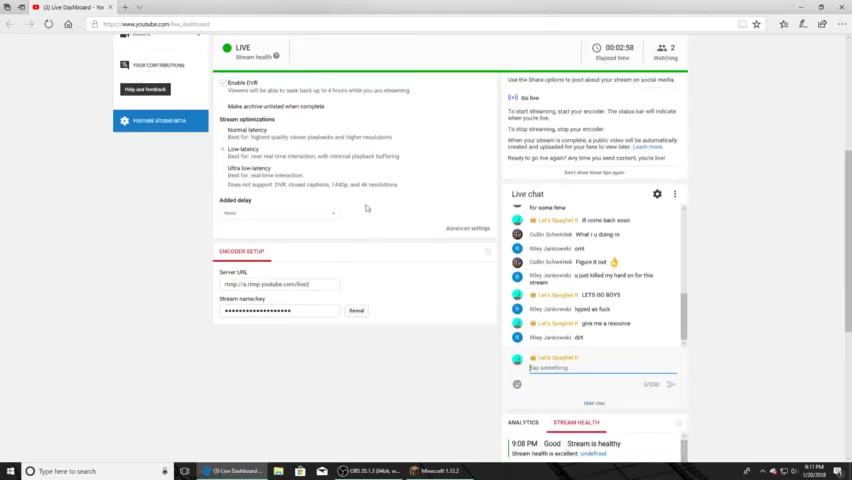 (3) Live Dashboard - Yo
https://www.youtube.com/live_dashboard
CREATE
YOUR CONTRIBUTIONS
Help and feedback
YOUTUBE STUDIO BETA
LIVE
Stream health
00:02:58
Elapsed time
2
Watching
Enable DVR
Viewers will be able to seek back up to 4 hours while you are streaming.
Make archive unlisted when complete
Stream optimizations
Normal latency
Best for: highest quality viewer playbacks and higher resolutions
Low-latency
Best for: near real-time interaction, with minimal playback buffering
Ultra low-latency
Best for: real-time interaction.
Does not support: DVR, closed captions, 1440p, and 4k resolutions
Added delay
None
Advanced settings
ENCODER SETUP
Server URL
rtmp://a.rtmp.youtube.com/live2
Stream name/key
Reveal
Use the Share options to post about your stream on social media.
Go live
To start streaming, start your encoder. The status bar will indicate
when you're live.
To stop streaming, stop your encoder.
When your stream is complete, a public video will be automatically
created and uploaded for your fans to view later. Learn more.
Ready to go live again? Any time you send content, you're live!
Don't show these tips again
Live chat
for some time
Let's Spaghet It ill come back soon
Cullin Schwintek What r u doing rn
Riley Jankowski oml
Cullin Schwintek Figure it out 👌
Riley Jankowski u just killed my hard on for this
stream
Let's Spaghet It LETS GO BOYS
Riley Jankowski hyped as fuck
Let's Spaghet It give me a resource
Riley Jankowski dirt
Let's Spaghet It
Say something...
0/200
Hide chat
ANALYTICS
STREAM HEALTH
9:08 PM Good Stream is healthy
Stream health is excellent. undefined
Type here to search
(3) Live Dashboard ...
OBS 20.1.3 (64bit, w...
Minecraft 1.12.2
9:11 PM
1/20/2018